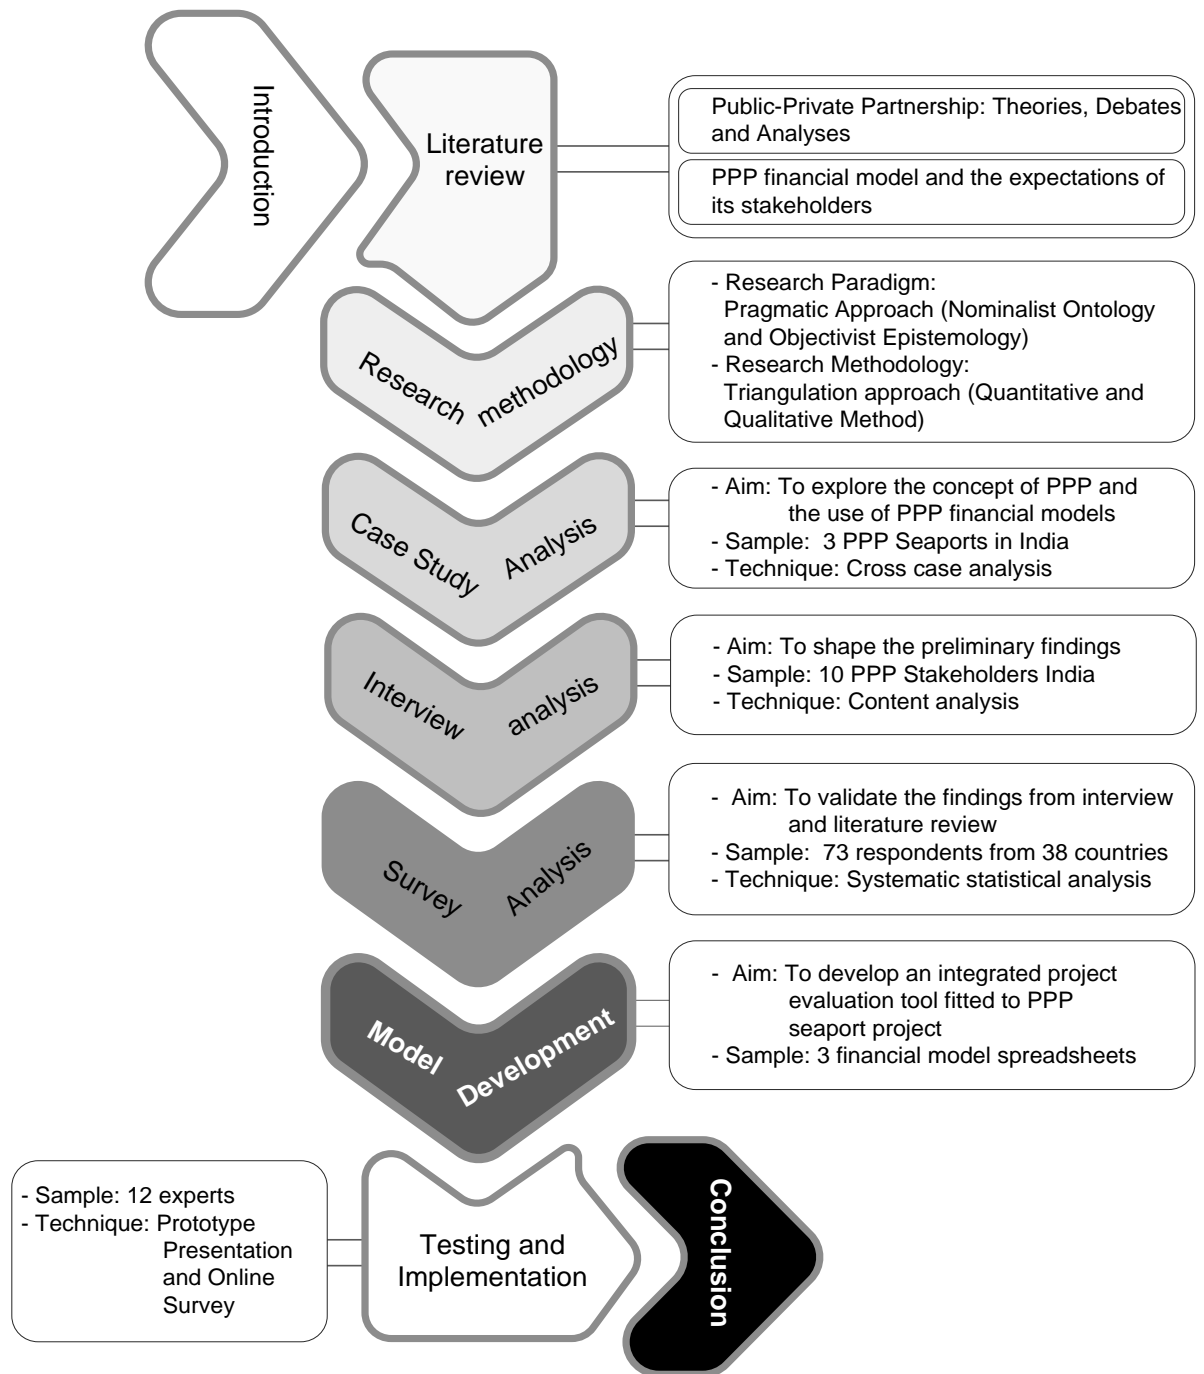 Introduction
Literature
review
Public-Private Partnership: Theories, Debates
and Analyses
PPP financial model and the expectations of
its stakeholders
Research methodology
- Research Paradigm:
Pragmatic Approach (Nominalist Ontology
and Objectivist Epistemology)
- Research Methodology:
Triangulation approach (Quantitative and
Qualitative Method)
Case Study Analysis
- Aim: To explore the concept of PPP and
the use of PPP financial models
- Sample: 3 PPP Seaports in India
- Technique: Cross case analysis
Interview analysis
- Aim: To shape the preliminary findings
- Sample: 10 PPP Stakeholders India
- Technique: Content analysis
Survey Analysis
- Aim: To validate the findings from interview
and literature review
- Sample: 73 respondents from 38 countries
- Technique: Systematic statistical analysis
Model Development
- Aim: To develop an integrated project
evaluation tool fitted to PPP
seaport project
- Sample: 3 financial model spreadsheets
- Sample: 12 experts
- Technique: Prototype
Presentation
and Online
Survey
Testing and
Implementation
Conclusion